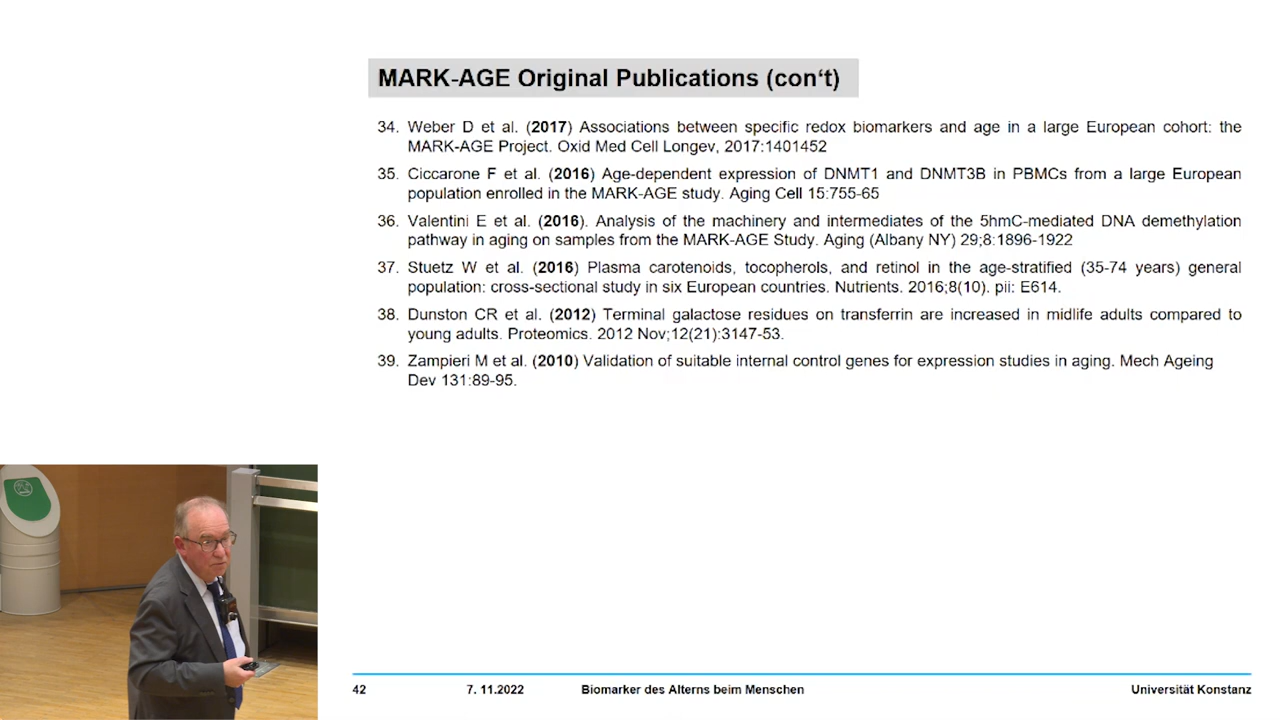 MARK-AGE Original Publications (con‘t)
34. Weber D et al. (2017) Associations between specific redox biomarkers and age in a large European cohort: the
MARK-AGE Project. Oxid Med Cell Longev, 2017:1401452
35. Ciccarone F et al. (2016) Age-dependent expression of DNMT1 and DNMT3B in PBMCs from a large European
population enrolled in the MARK-AGE study. Aging Cell 15:755-65
36. Valentini E et al. (2016). Analysis of the machinery and intermediates of the 5hmC-mediated DNA demethylation
pathway in aging on samples from the MARK-AGE Study. Aging (Albany NY) 29;8:1896-1922
37. Stuetz W et al. (2016) Plasma carotenoids, tocopherols, and retinol in the age-stratified (35-74 years) general
population: cross-sectional study in six European countries. Nutrients. 2016;8(10). pii: E614.
38. Dunston CR et al. (2012) Terminal galactose residues on transferrin are increased in midlife adults compared to
young adults. Proteomics. 2012 Nov;12(21):3147-53.
39. Zampieri M et al. (2010) Validation of suitable internal control genes for expression studies in aging. Mech Ageing
Dev 131:89-95.
42 7. 11.2022 Biomarker des Alterns beim Menschen Universität Konstanz